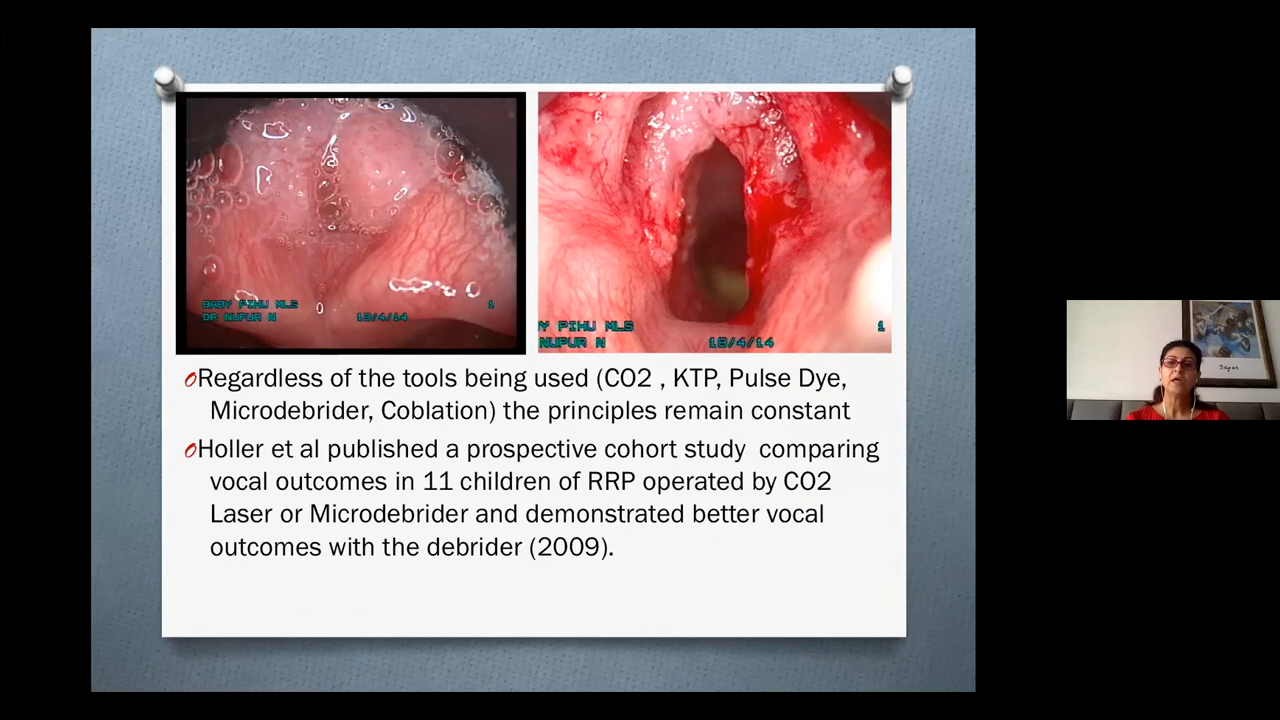 BABY PIHU MLS 1
DR NUPUR N 18/4/14
Y PIHU MLS 1
NUPUR N 18/4/14
Regardless of the tools being used (CO2 , KTP, Pulse Dye,
Microdebrider, Coblation) the principles remain constant
Holler et al published a prospective cohort study comparing
vocal outcomes in 11 children of RRP operated by CO2
Laser or Microdebrider and demonstrated better vocal
outcomes with the debrider (2009).
Degas